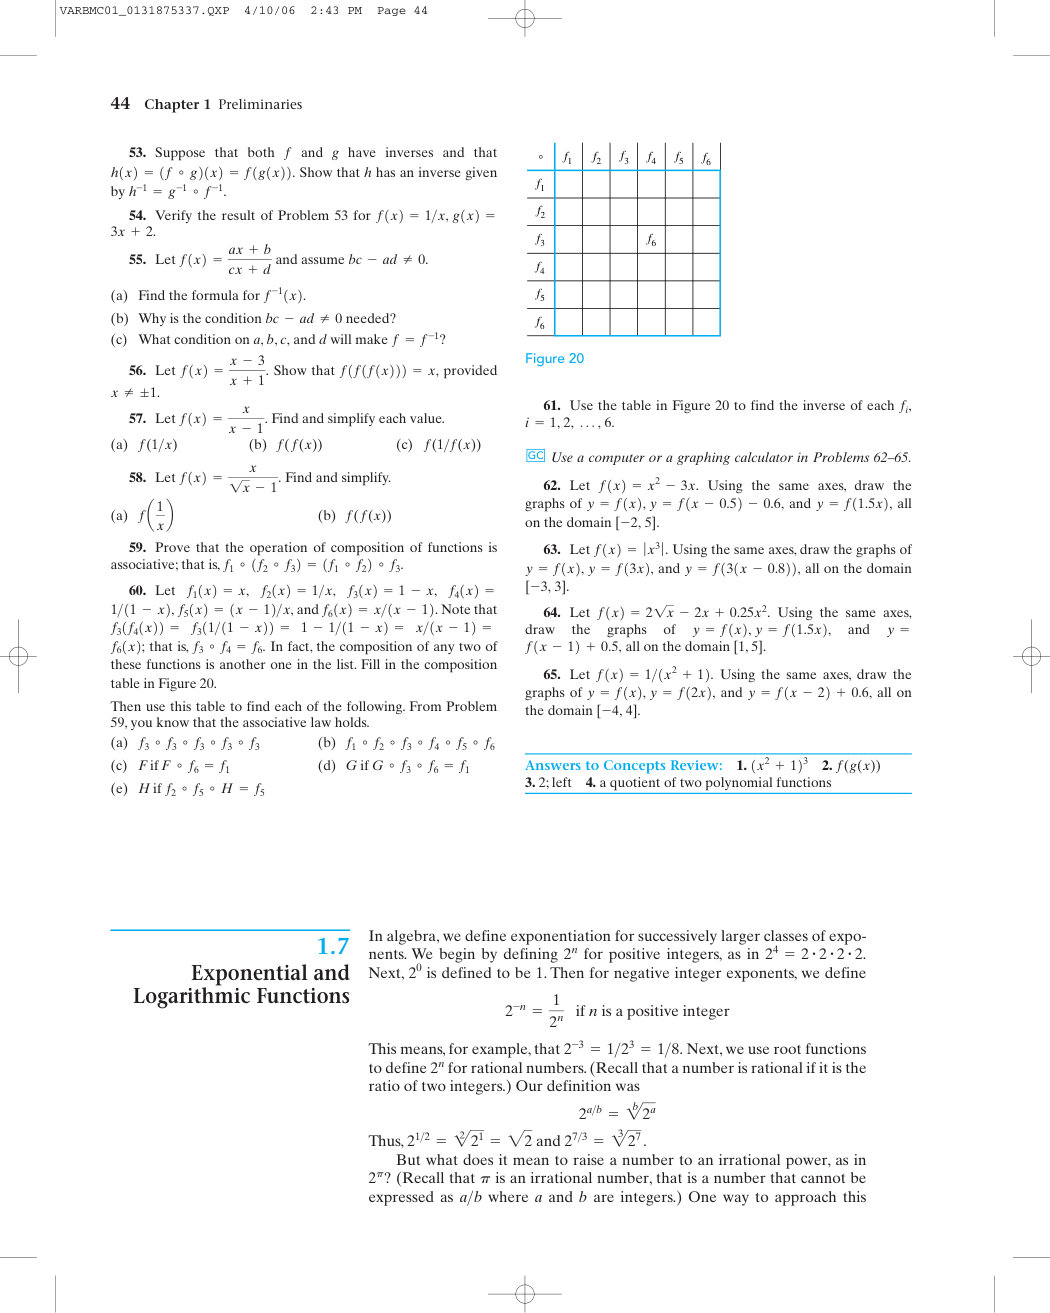 VARBMC01_0131875337.QXP 4/10/06 2:43 PM Page 44
44 Chapter 1 Preliminaries
53. Suppose that both f and g have inverses and that
h(x) = (f ∘ g)(x) = f(g(x)). Show that h has an inverse given
by h⁻¹ = g⁻¹ ∘ f⁻¹.
54. Verify the result of Problem 53 for f(x) = 1/x, g(x) =
3x + 2.
55. Let f(x) = (ax + b)/(cx + d) and assume bc − ad ≠ 0.
(a) Find the formula for f⁻¹(x).
(b) Why is the condition bc − ad ≠ 0 needed?
(c) What condition on a, b, c, and d will make f = f⁻¹?
56. Let f(x) = (x − 3)/(x + 1). Show that f(f(f(x))) = x, provided
x ≠ ±1.
57. Let f(x) = x/(x − 1). Find and simplify each value.
(a) f(1/x) (b) f(f(x)) (c) f(1/f(x))
58. Let f(x) = x/(√x − 1). Find and simplify.
(a) f(1/x) (b) f(f(x))
59. Prove that the operation of composition of functions is
associative; that is, f₁ ∘ (f₂ ∘ f₃) = (f₁ ∘ f₂) ∘ f₃.
60. Let f₁(x) = x, f₂(x) = 1/x, f₃(x) = 1 − x, f₄(x) =
1/(1 − x), f₅(x) = (x − 1)/x, and f₆(x) = x/(x − 1). Note that
f₃(f₄(x)) = f₃(1/(1 − x)) = 1 − 1/(1 − x) = x/(x − 1) =
f₆(x); that is, f₃ ∘ f₄ = f₆. In fact, the composition of any two of
these functions is another one in the list. Fill in the composition
table in Figure 20.
Then use this table to find each of the following. From Problem
59, you know that the associative law holds.
(a) f₃ ∘ f₃ ∘ f₃ ∘ f₃ ∘ f₃ (b) f₁ ∘ f₂ ∘ f₃ ∘ f₄ ∘ f₅ ∘ f₆
(c) F if F ∘ f₆ = f₁ (d) G if G ∘ f₃ ∘ f₆ = f₁
(e) H if f₂ ∘ f₅ ∘ H = f₅
∘ f₁ f₂ f₃ f₄ f₅ f₆
f₁
f₂
f₃ f₆
f₄
f₅
f₆
Figure 20
61. Use the table in Figure 20 to find the inverse of each fᵢ,
i = 1, 2, …, 6.
GC Use a computer or a graphing calculator in Problems 62–65.
62. Let f(x) = x² − 3x. Using the same axes, draw the
graphs of y = f(x), y = f(x − 0.5) − 0.6, and y = f(1.5x), all
on the domain [−2, 5].
63. Let f(x) = |x³|. Using the same axes, draw the graphs of
y = f(x), y = f(3x), and y = f(3(x − 0.8)), all on the domain
[−3, 3].
64. Let f(x) = 2√x − 2x + 0.25x². Using the same axes,
draw the graphs of y = f(x), y = f(1.5x), and y =
f(x − 1) + 0.5, all on the domain [1, 5].
65. Let f(x) = 1/(x² + 1). Using the same axes, draw the
graphs of y = f(x), y = f(2x), and y = f(x − 2) + 0.6, all on
the domain [−4, 4].
Answers to Concepts Review: 1. (x² + 1)³ 2. f(g(x))
3. 2; left 4. a quotient of two polynomial functions
1.7
Exponential and
Logarithmic Functions
In algebra, we define exponentiation for successively larger classes of expo-
nents. We begin by defining 2ⁿ for positive integers, as in 2⁴ = 2 · 2 · 2 · 2.
Next, 2⁰ is defined to be 1. Then for negative integer exponents, we define
2⁻ⁿ = 1/2ⁿ if n is a positive integer
This means, for example, that 2⁻³ = 1/2³ = 1/8. Next, we use root functions
to define 2ⁿ for rational numbers. (Recall that a number is rational if it is the
ratio of two integers.) Our definition was
2^(a/b) = ᵇ√(2ᵃ)
Thus, 2^(1/2) = ²√(2¹) = √2 and 2^(7/3) = ³√(2⁷).
But what does it mean to raise a number to an irrational power, as in
2^π? (Recall that π is an irrational number, that is a number that cannot be
expressed as a/b where a and b are integers.) One way to approach this